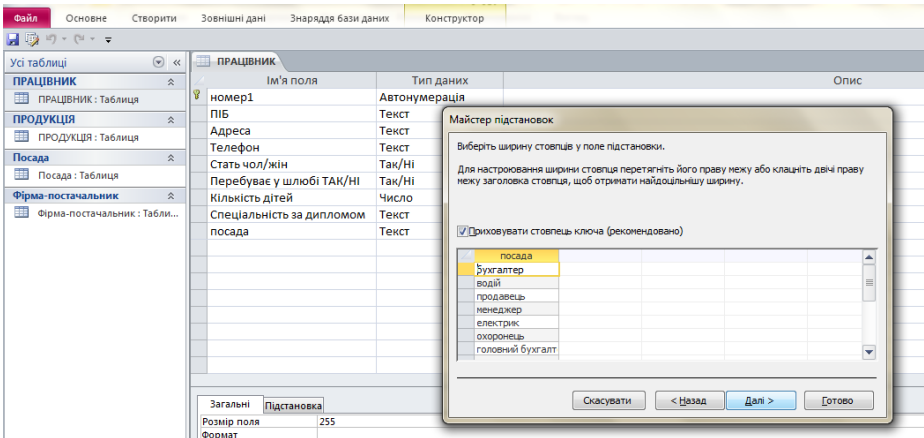 Файл Основне Створити Зовнішні дані Знаряддя бази даних Конструктор
Усі таблиці
ПРАЦІВНИК
ПРАЦІВНИК : Таблиця
ПРОДУКЦІЯ
ПРОДУКЦІЯ : Таблиця
Посада
Посада : Таблиця
Фірма-постачальник
Фірма-постачальник : Табли...
ПРАЦІВНИК
Ім'я поля Тип даних Опис
номер1 Автонумерація
ПІБ Текст
Адреса Текст
Телефон Текст
Стать чол/жін Так/Ні
Перебуває у шлюбі ТАК/НІ Так/Ні
Кількість дітей Число
Спеціальність за дипломом Текст
посада Текст
Загальні Підстановка
Розмір поля 255
Формат
Майстер підстановок
Виберіть ширину стовпців у поле підстановки.
Для настроювання ширини стовпця перетягніть його праву межу або клацніть двічі праву
межу заголовка стовпця, щоб отримати найдоцільнішу ширину.
Приховувати стовпець ключа (рекомендовано)
посада
бухгалтер
водій
продавець
менеджер
електрик
охоронець
головний бухгалт
Скасувати < Назад Далі > Готово